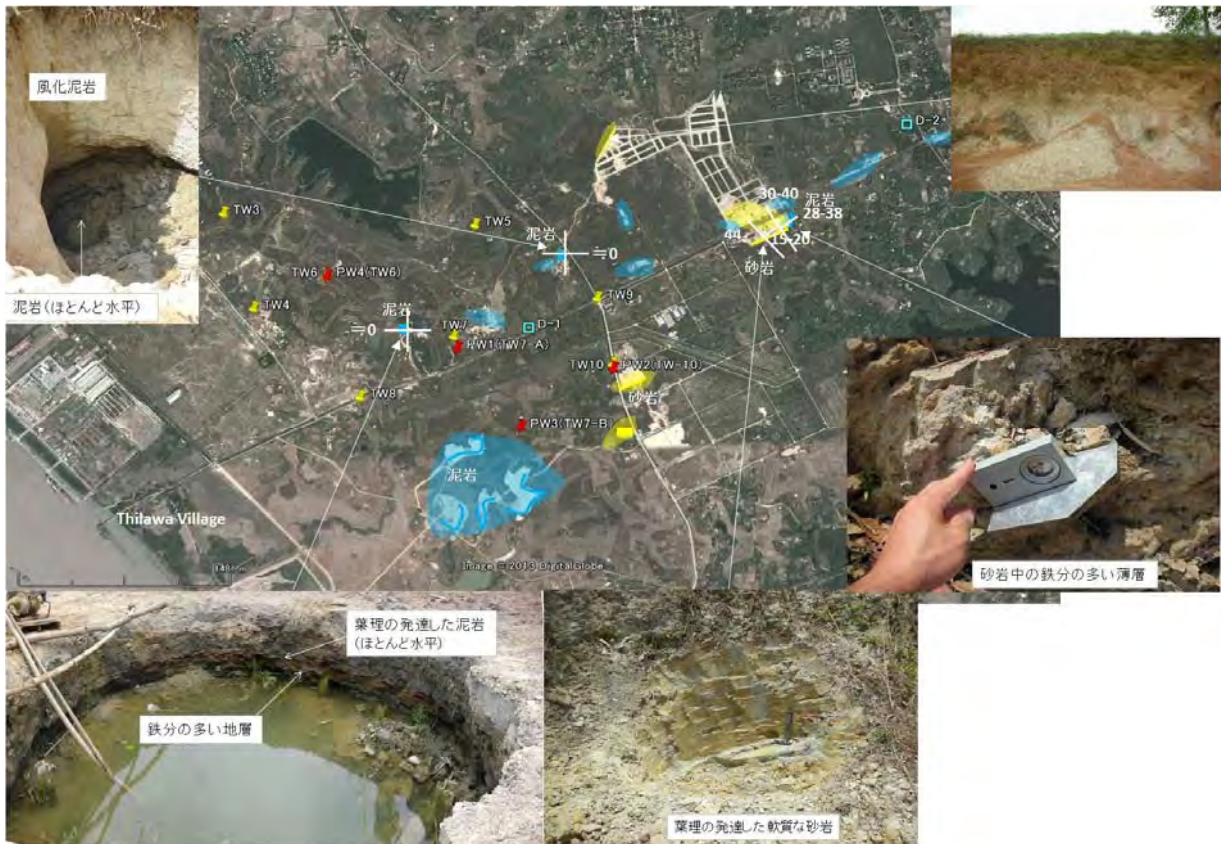 風化泥岩
泥岩(ほとんど水平)
TW3
TW5
TW6
PW4(TW6)
TW4
泥岩
≒0
泥岩
≒0
TW7
PW1(TW7-A)
D-1
TW8
TW9
TW10
PW2(TW-10)
砂岩
PW3(TW7-B)
泥岩
D-2
30-40
泥岩
28-38
44
15-20
砂岩
Thilawa Village
Image © 2013 DigitalGlobe
砂岩中の鉄分の多い薄層
葉理の発達した泥岩
(ほとんど水平)
鉄分の多い地層
葉理の発達した軟質な砂岩